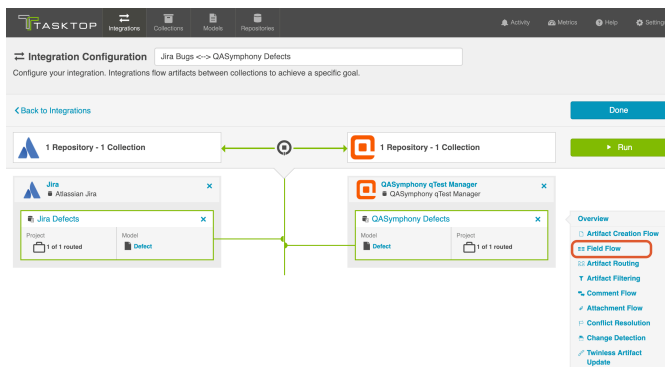 TASKTOP
Integrations
Collections
Models
Repositories
Activity
Metrics
Help
Settings
Integration Configuration
Jira Bugs <--> QASymphony Defects
Configure your integration. Integrations flow artifacts between collections to achieve a specific goal.
Back to Integrations
Done
1 Repository - 1 Collection
1 Repository - 1 Collection
Run
Jira
Atlassian Jira
QASymphony qTest Manager
QASymphony qTest Manager
Jira Defects
Project
Model
1 of 1 routed
Defect
QASymphony Defects
Model
Project
Defect
1 of 1 routed
Overview
Artifact Creation Flow
Field Flow
Artifact Routing
Artifact Filtering
Comment Flow
Attachment Flow
Conflict Resolution
Change Detection
Twinless Artifact
Update